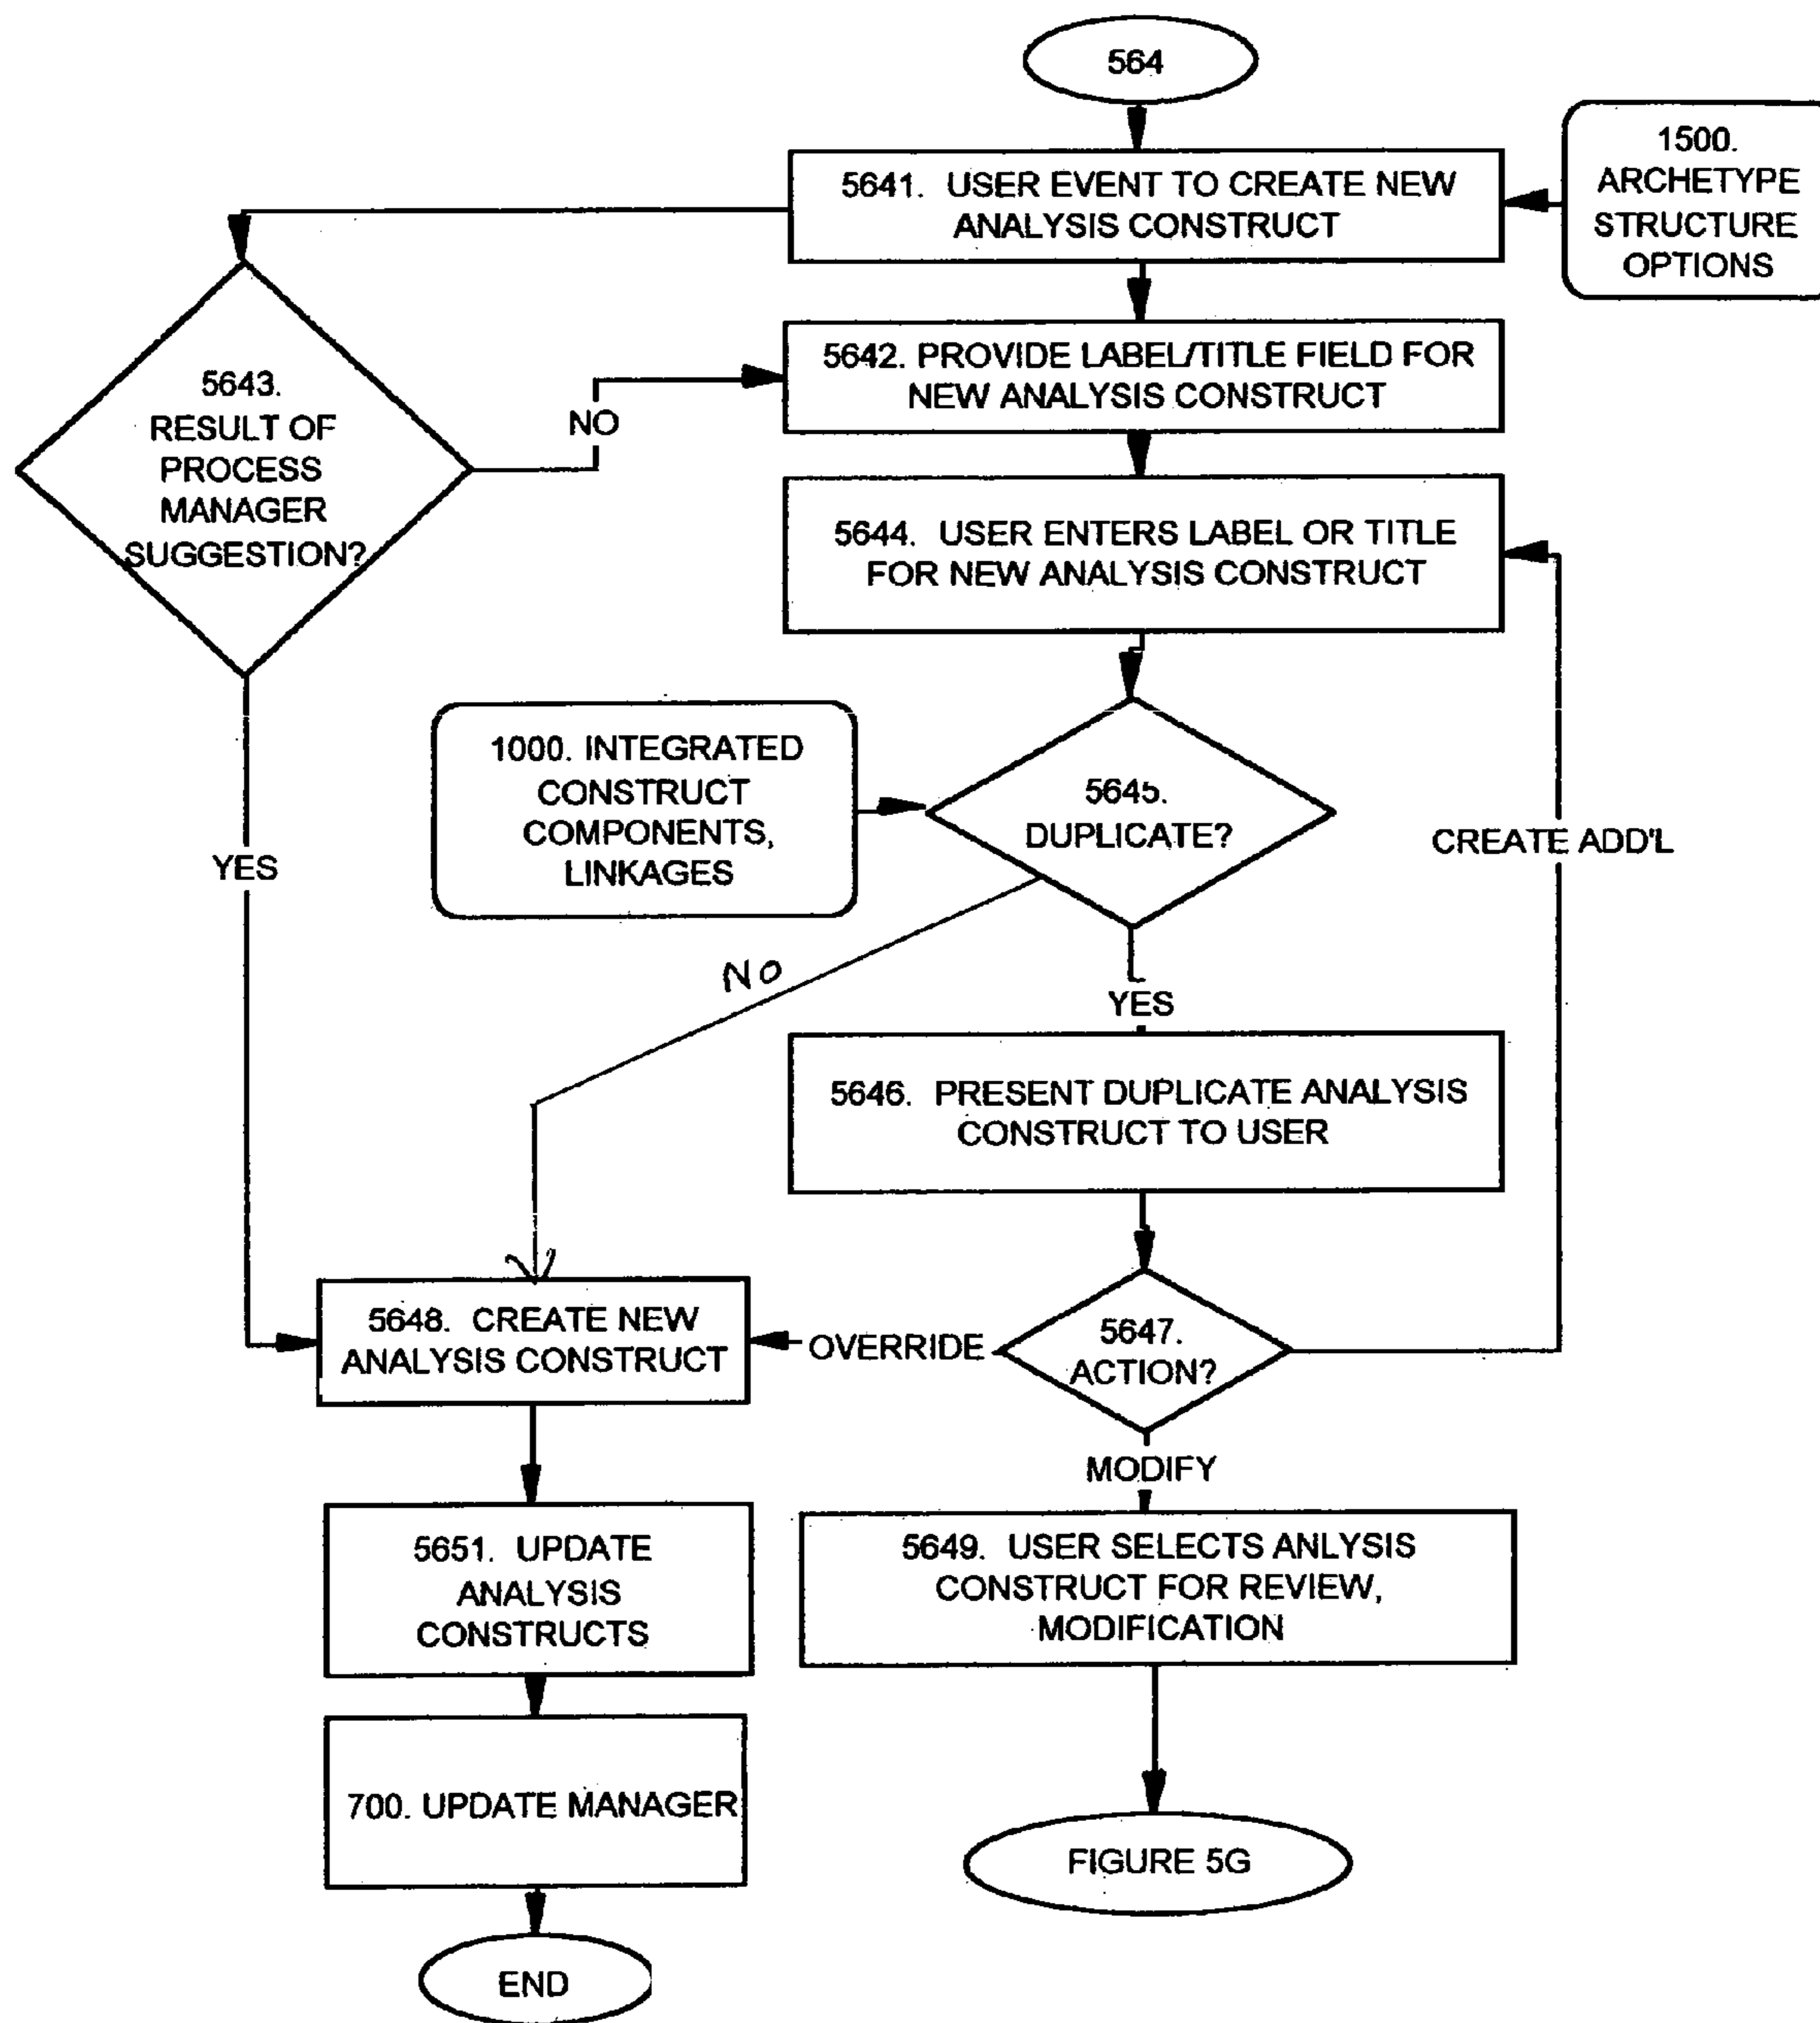 564
5641. USER EVENT TO CREATE NEW
ANALYSIS CONSTRUCT
1500.
ARCHETYPE
STRUCTURE
OPTIONS
5642. PROVIDE LABEL/TITLE FIELD FOR
NEW ANALYSIS CONSTRUCT
5643.
RESULT OF
PROCESS
MANAGER
SUGGESTION?
NO
5644. USER ENTERS LABEL OR TITLE
FOR NEW ANALYSIS CONSTRUCT
1000. INTEGRATED
CONSTRUCT
COMPONENTS,
LINKAGES
5645.
DUPLICATE?
CREATE ADD'L
YES
No
YES
5646. PRESENT DUPLICATE ANALYSIS
CONSTRUCT TO USER
5648. CREATE NEW
ANALYSIS CONSTRUCT
OVERRIDE
5647.
ACTION?
MODIFY
5651. UPDATE
ANALYSIS
CONSTRUCTS
5649. USER SELECTS ANLYSIS
CONSTRUCT FOR REVIEW,
MODIFICATION
700. UPDATE MANAGER
FIGURE 5G
END